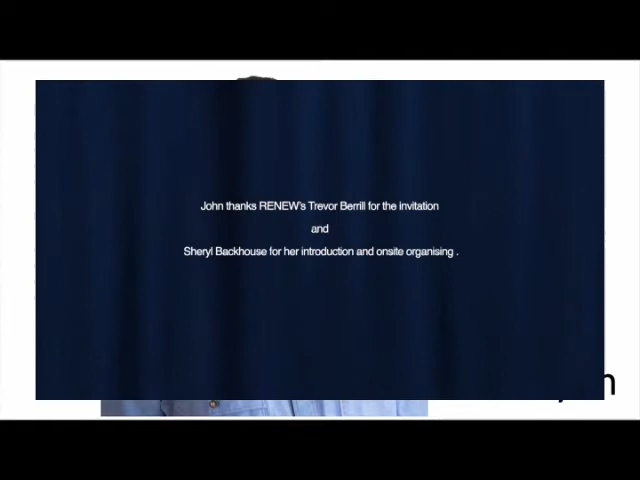 John thanks RENEW's Trevor Berrill for the invitation
and
Sheryl Backhouse for her introduction and onsite organising .